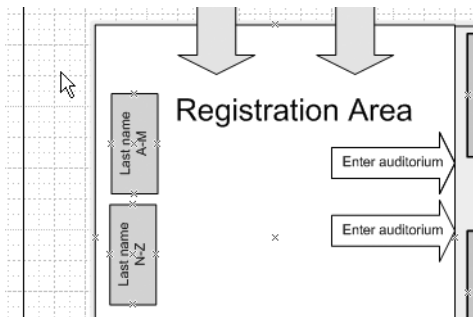 Registration Area
Last name
A-M
Enter auditorium
Enter auditorium
Last name
N-Z